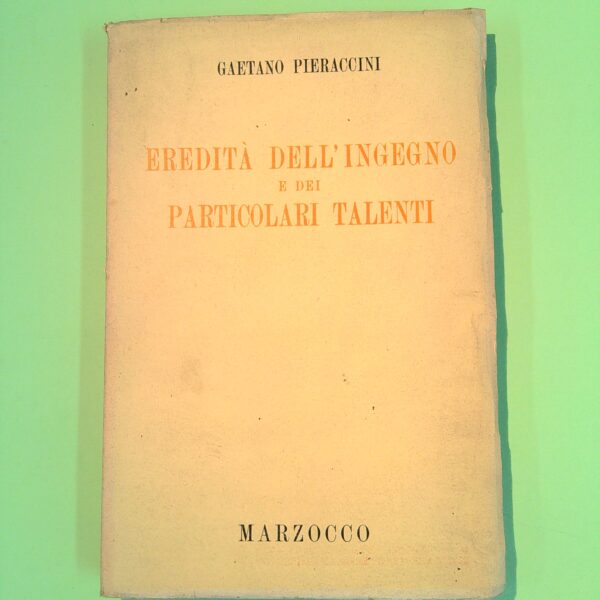 GAETANO PIERACCINI
EREDITÀ DELL'INGEGNO
E DEI
PARTICOLARI TALENTI
MARZOCCO